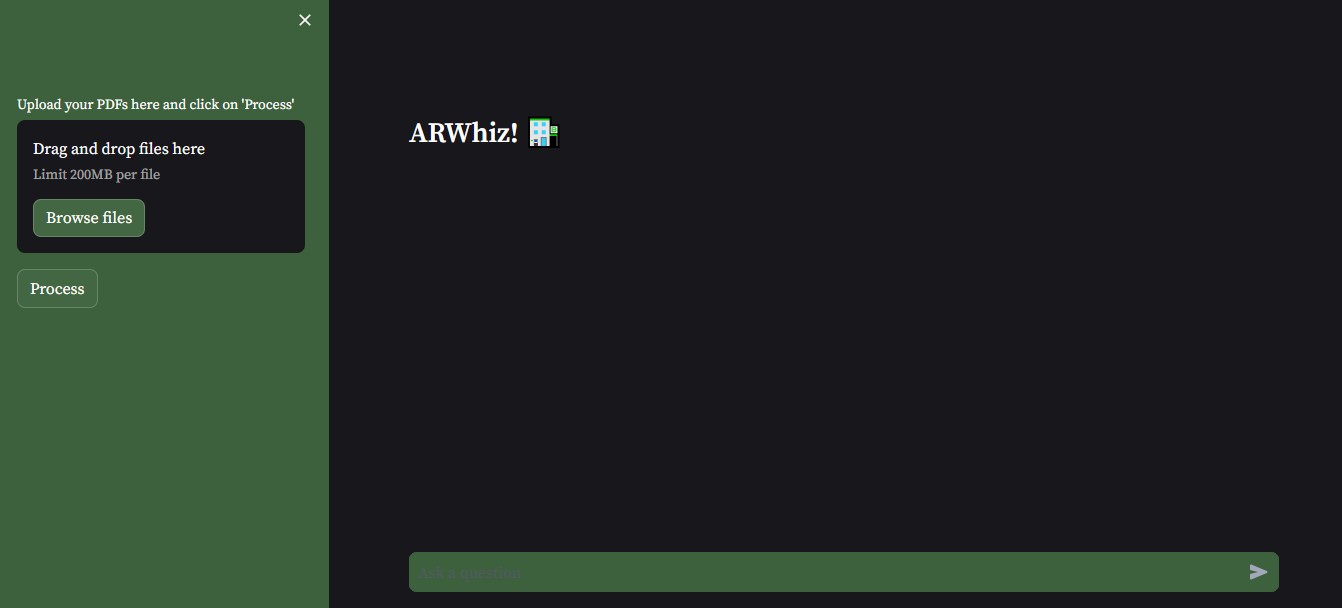 Upload your PDFs here and click on 'Process'
Drag and drop files here
Limit 200MB per file
Browse files
Process
ARWhiz!
Ask a question